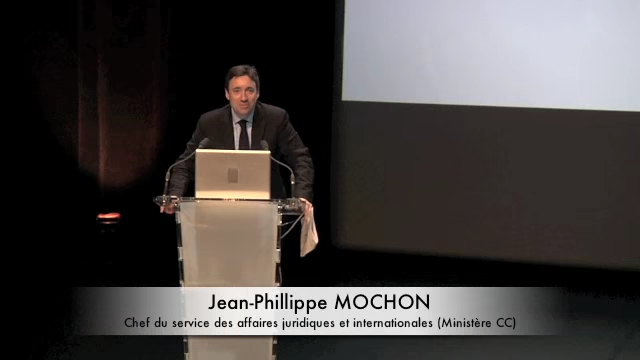 Jean-Phillippe MOCHON
Chef du service des affaires juridiques et internationales (Ministère CC)